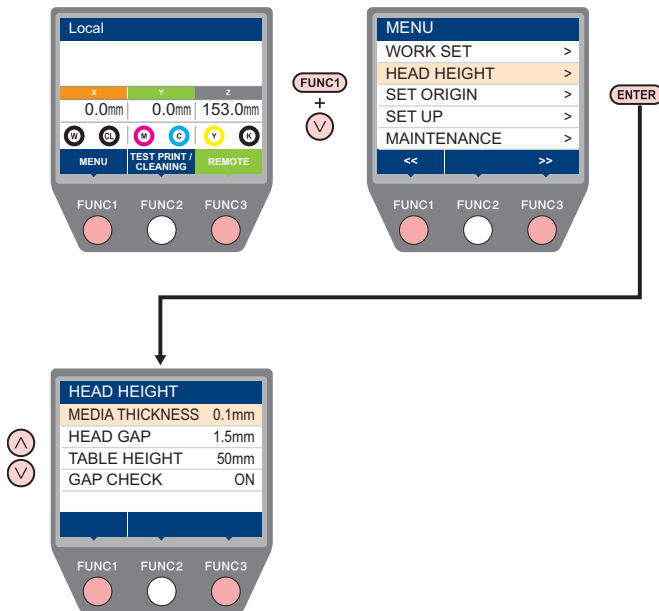 Local
X Y Z
0.0mm 0.0mm 153.0mm
W CL M C Y K
MENU TEST PRINT / CLEANING REMOTE
FUNC1 FUNC2 FUNC3
FUNC1
+
MENU
WORK SET >
HEAD HEIGHT >
SET ORIGIN >
SET UP >
MAINTENANCE >
<< >>
FUNC1 FUNC2 FUNC3
ENTER
HEAD HEIGHT
MEDIA THICKNESS 0.1mm
HEAD GAP 1.5mm
TABLE HEIGHT 50mm
GAP CHECK ON
FUNC1 FUNC2 FUNC3